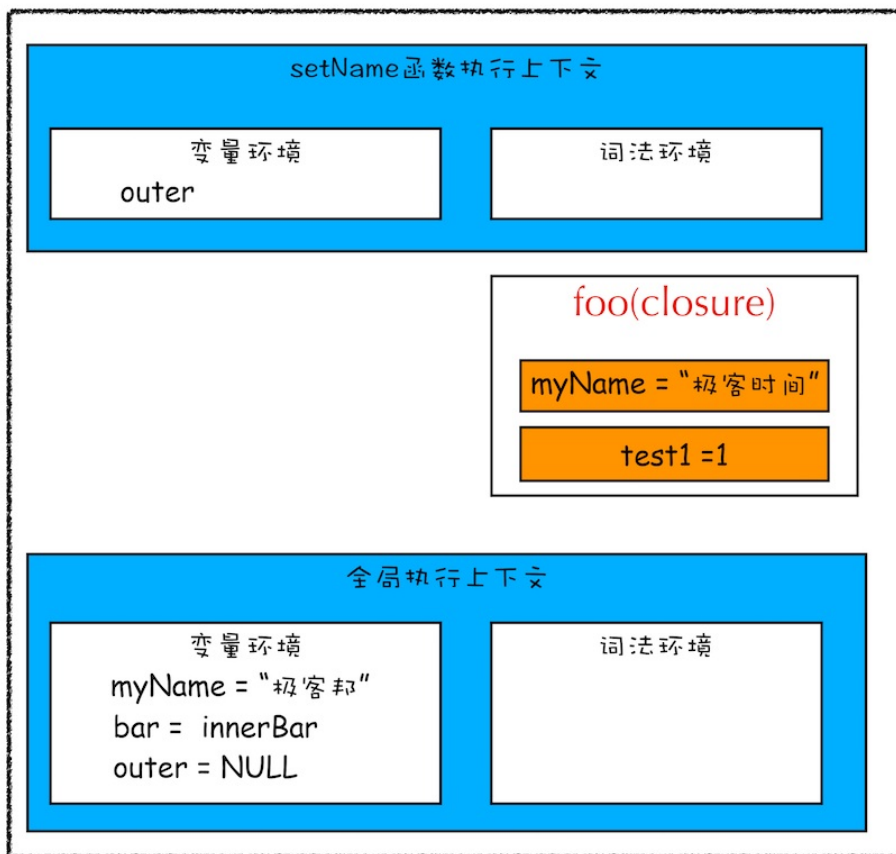 setName函数执行上下文
变量环境
outer
词法环境
foo(closure)
myName = “极客时间”
test1 =1
全局执行上下文
变量环境
myName = “极客邦”
bar = innerBar
outer = NULL
词法环境